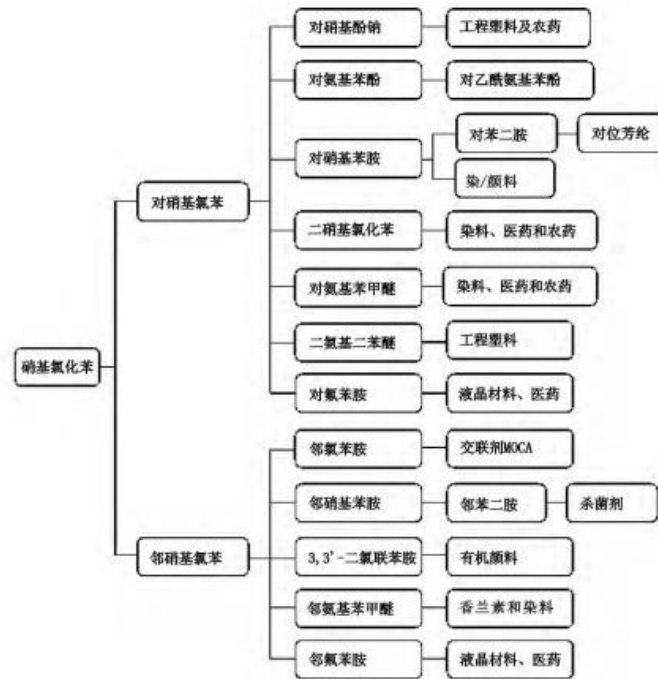 对硝基酚钠
工程塑料及农药
对氨基苯酚
对乙酰氨基苯酚
对硝基苯胺
对苯二胺
对位芳纶
染/颜料
对硝基氯苯
二硝基氯化苯
染料、医药和农药
对氨基苯甲醚
染料、医药和农药
二氨基二苯醚
工程塑料
硝基氯化苯
对氟苯胺
液晶材料、医药
邻氯苯胺
交联剂MOCA
邻硝基苯胺
邻苯二胺
杀菌剂
邻硝基氯苯
3,3'-二氯联苯胺
有机颜料
邻氨基苯甲醚
香兰素和染料
邻氟苯胺
液晶材料、医药